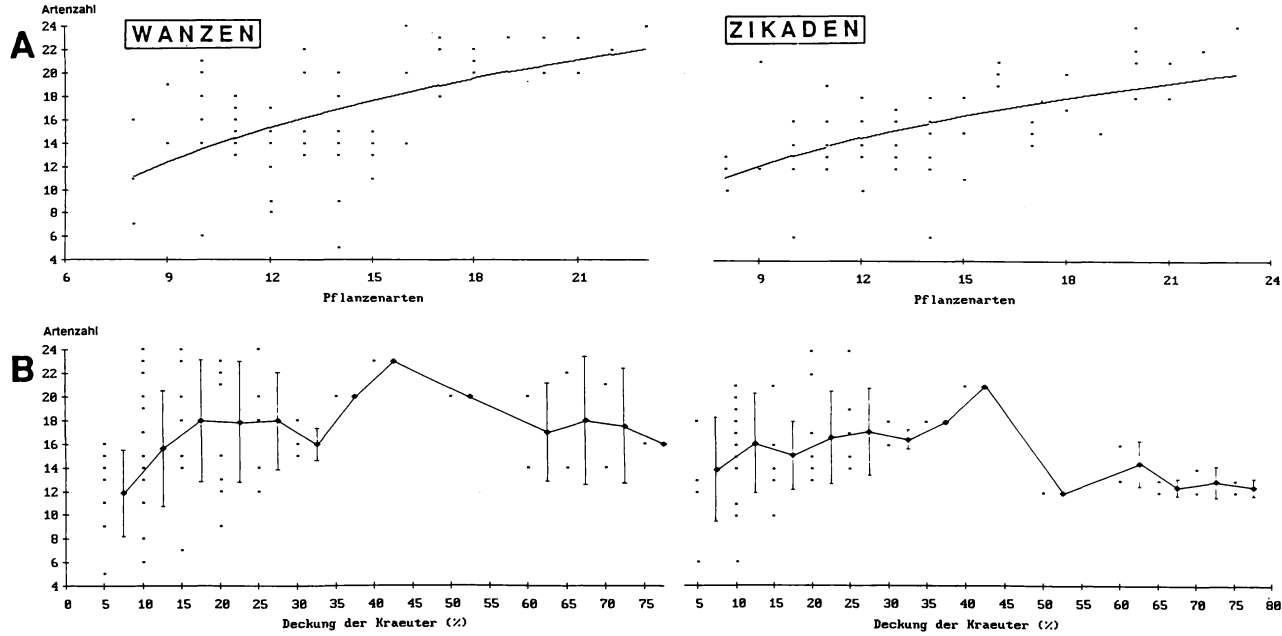 Artenzahl
A
WANZEN
ZIKADEN
24
22
20
18
16
14
12
10
8
6
4
6 9 12 15 18 21
Pflanzenarten
9 12 15 18 21 24
Pflanzenarten
Artenzahl
B
24
22
20
18
16
14
12
10
8
6
4
0 5 10 15 20 25 30 35 40 45 50 55 60 65 70 75
Deckung der Kraeuter (%)
5 10 15 20 25 30 35 40 45 50 55 60 65 70 75 80
Deckung der Kraeuter (%)